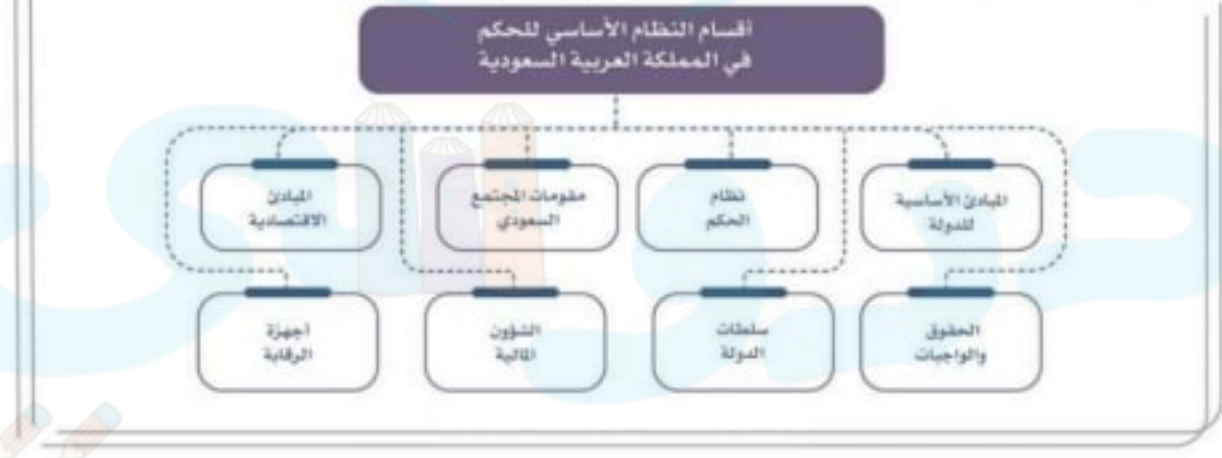 أقسام النظام الأساسي للحكم
في المملكة العربية السعودية
المبادئ الأساسية
للدولة
نظام
الحكم
مقومات المجتمع
السعودي
المبادئ
الاقتصادية
الحقوق
والواجبات
سلطات
الدولة
الشؤون
المالية
أجهزة
الرقابة